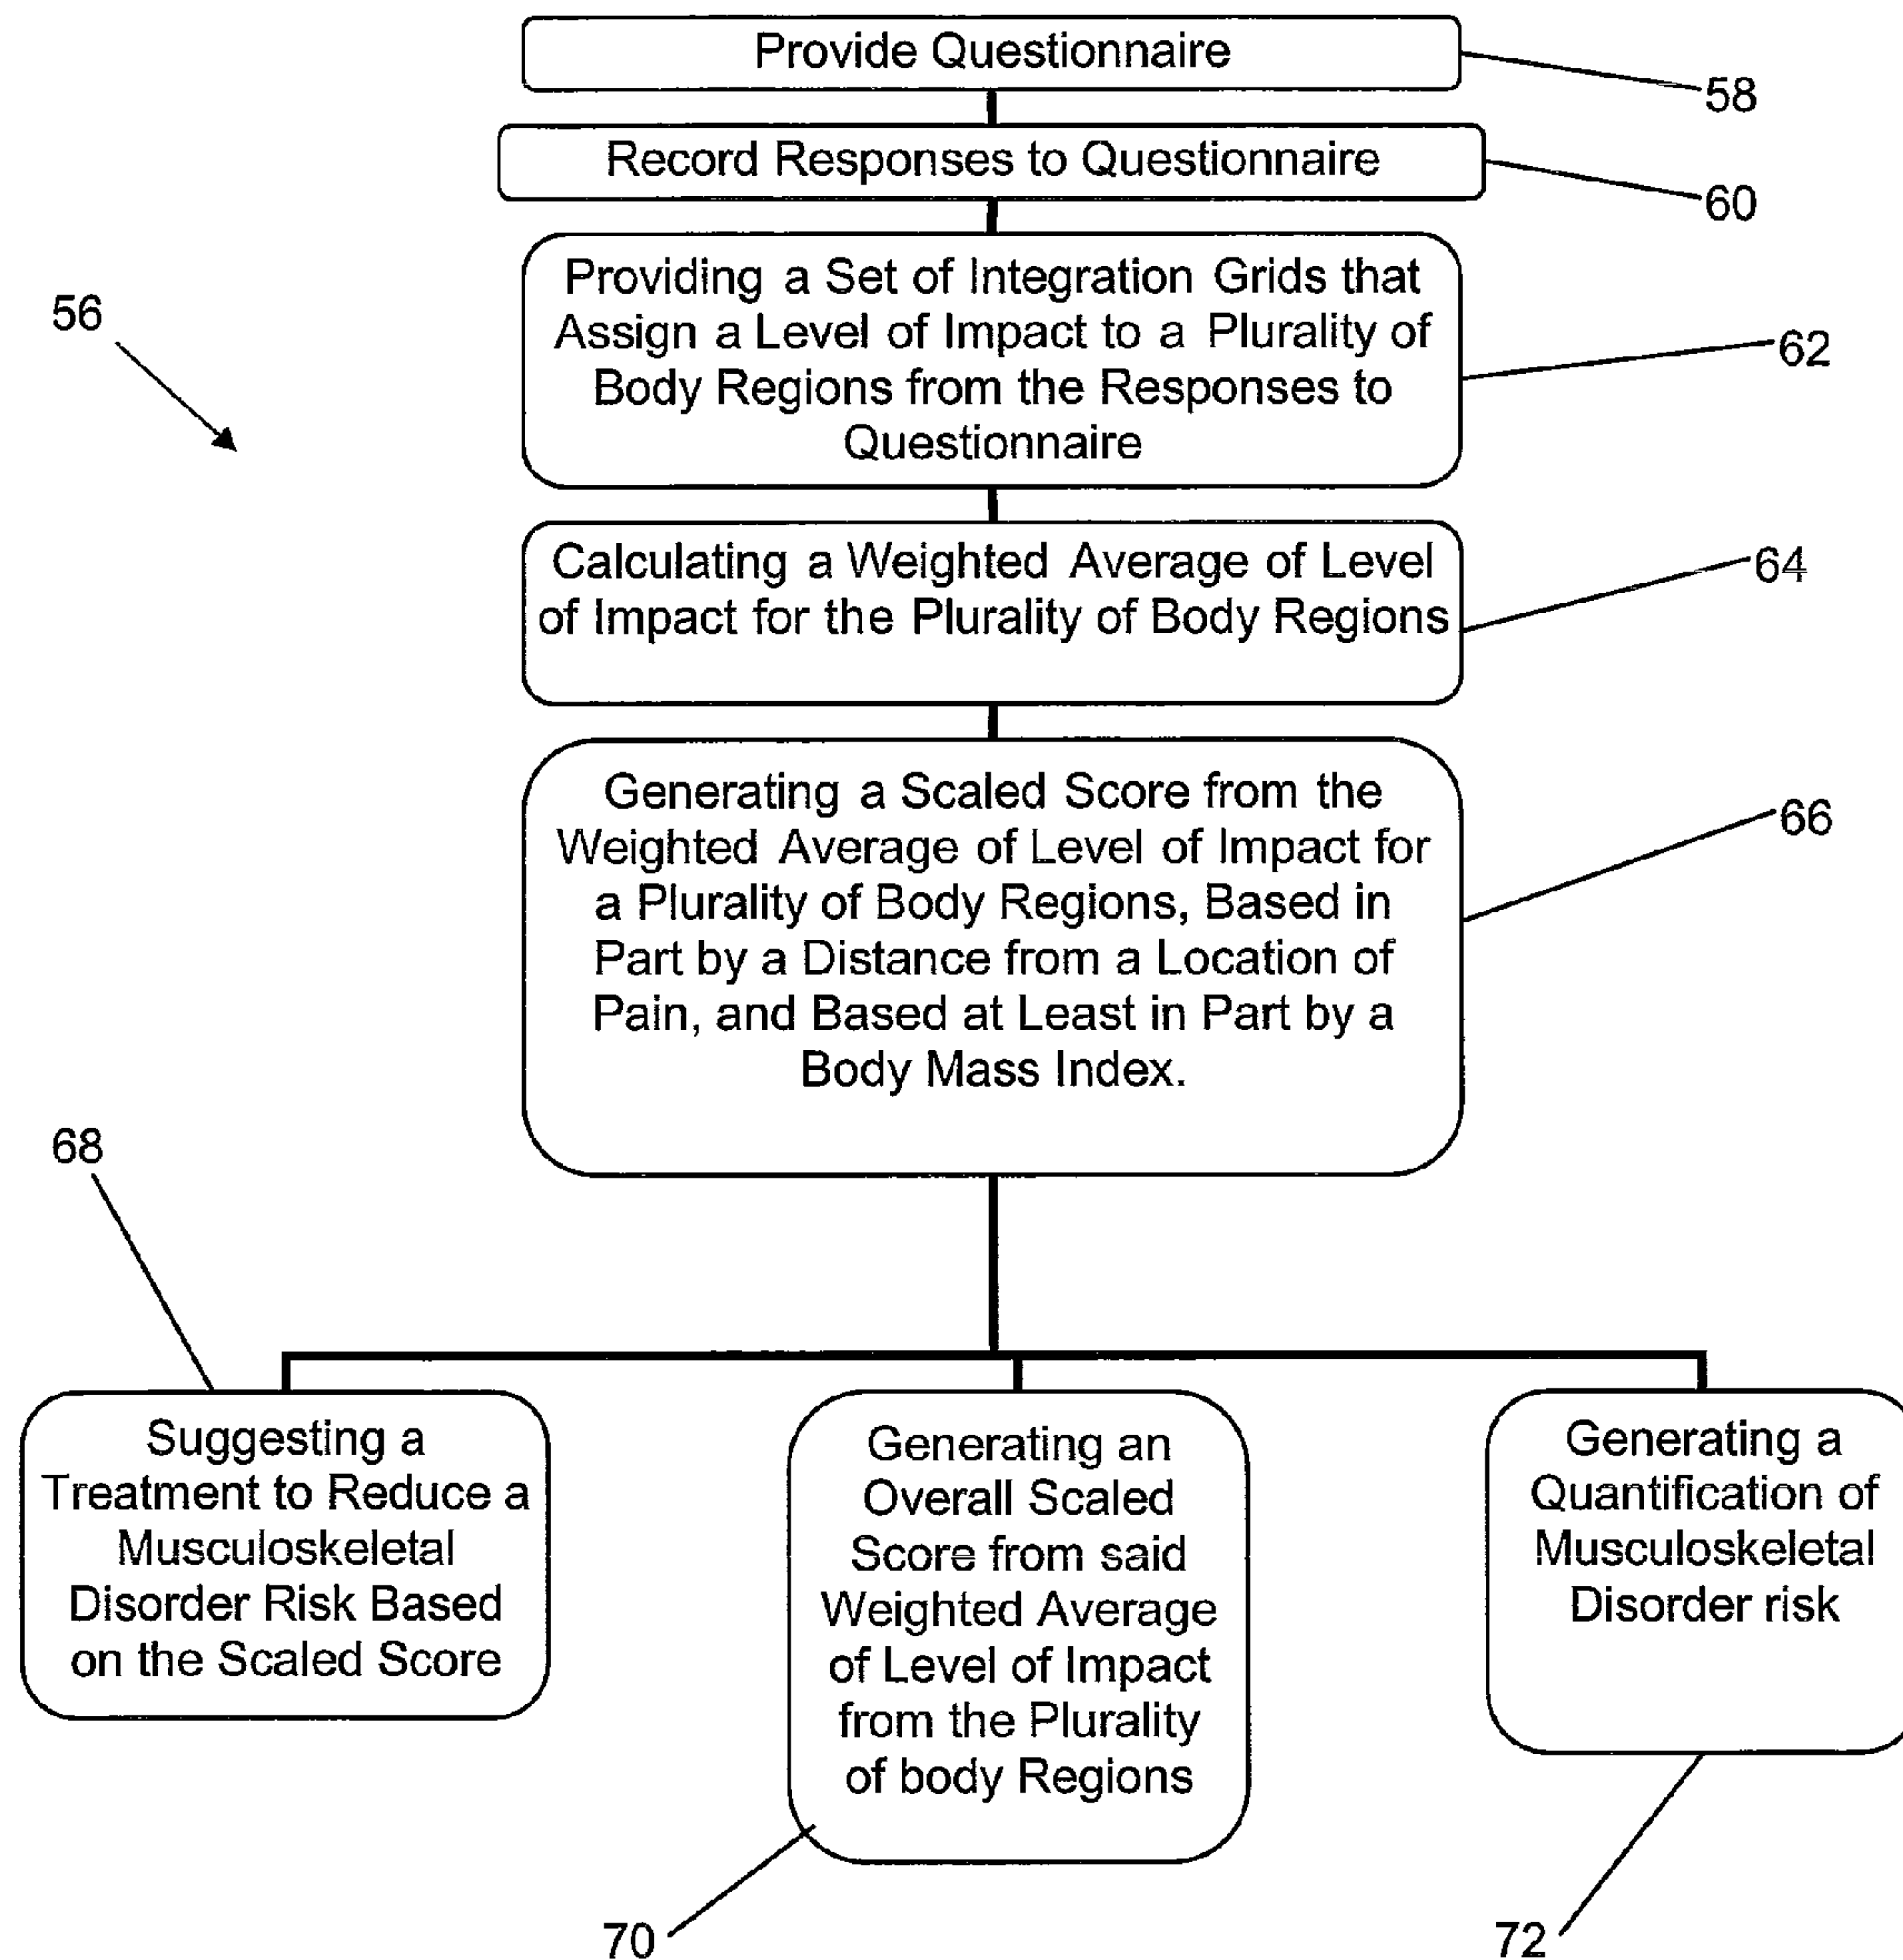 Provide Questionnaire
58
Record Responses to Questionnaire
60
Providing a Set of Integration Grids that
Assign a Level of Impact to a Plurality of
Body Regions from the Responses to
Questionnaire
56
62
Calculating a Weighted Average of Level
of Impact for the Plurality of Body Regions
64
Generating a Scaled Score from the
Weighted Average of Level of Impact for
a Plurality of Body Regions, Based in
Part by a Distance from a Location of
Pain, and Based at Least in Part by a
Body Mass Index.
66
68
Suggesting a
Treatment to Reduce a
Musculoskeletal
Disorder Risk Based
on the Scaled Score
Generating an
Overall Scaled
Score from said
Weighted Average
of Level of Impact
from the Plurality
of body Regions
70
Generating a
Quantification of
Musculoskeletal
Disorder risk
72